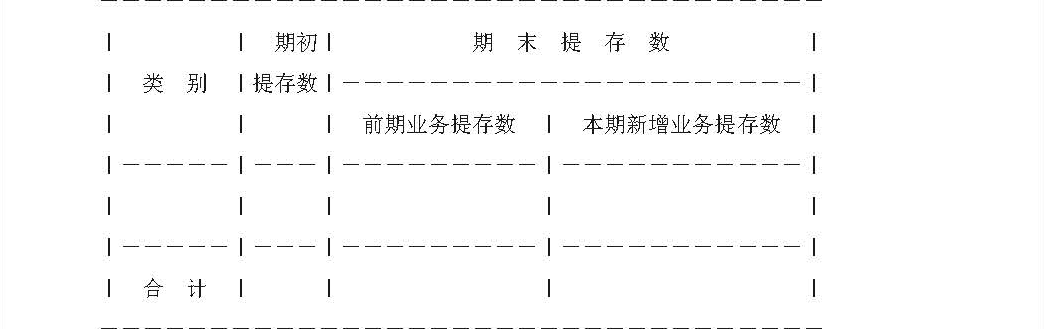 期初 期 末 提 存 数
类 别 提存数
前期业务提存数 本期新增业务提存数
合 计